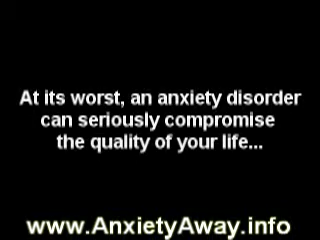 At its worst, an anxiety disorder
can seriously compromise
the quality of your life...
www.AnxietyAway.info